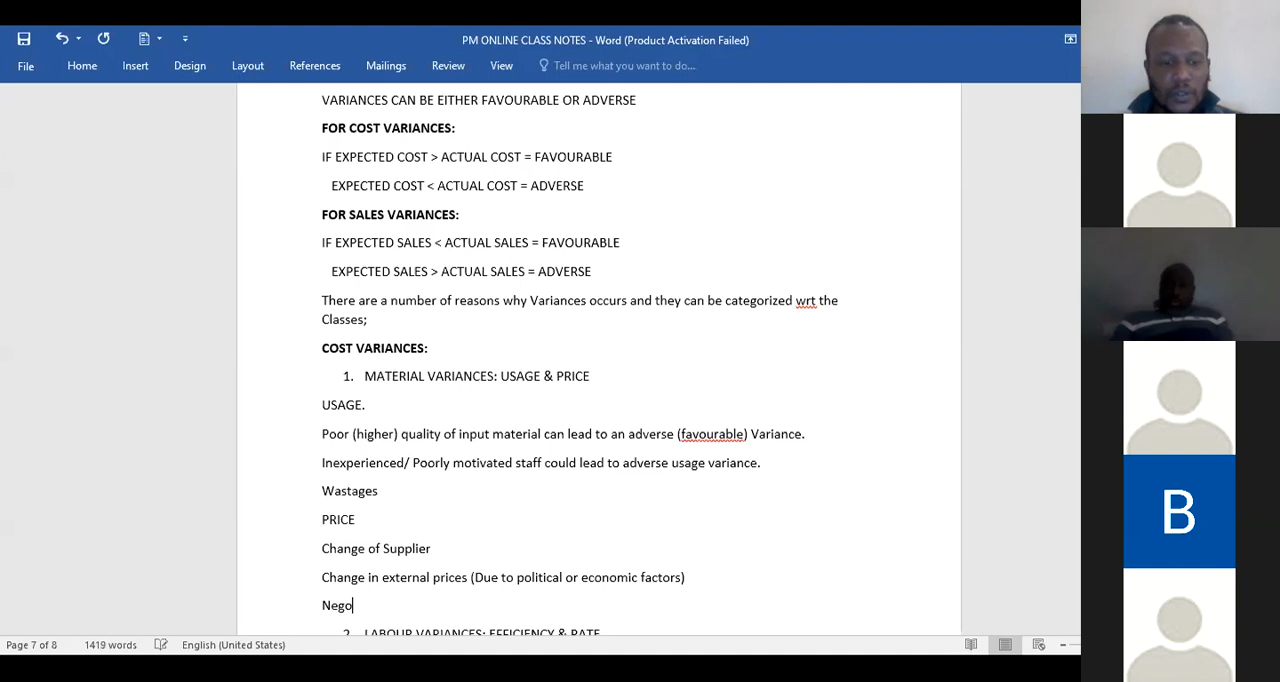 PM ONLINE CLASS NOTES - Word (Product Activation Failed)
File Home Insert Design Layout References Mailings Review View Tell me what you want to do...
VARIANCES CAN BE EITHER FAVOURABLE OR ADVERSE
FOR COST VARIANCES:
IF EXPECTED COST > ACTUAL COST = FAVOURABLE
EXPECTED COST < ACTUAL COST = ADVERSE
FOR SALES VARIANCES:
IF EXPECTED SALES < ACTUAL SALES = FAVOURABLE
EXPECTED SALES > ACTUAL SALES = ADVERSE
There are a number of reasons why Variances occurs and they can be categorized wrt the
Classes;
COST VARIANCES:
1. MATERIAL VARIANCES: USAGE & PRICE
USAGE.
Poor (higher) quality of input material can lead to an adverse (favourable) Variance.
Inexperienced/ Poorly motivated staff could lead to adverse usage variance.
Wastages
PRICE
Change of Supplier
Change in external prices (Due to political or economic factors)
Nego
2. LABOUR VARIANCES: EFFICIENCY & RATE
Page 7 of 8 1419 words English (United States)
B